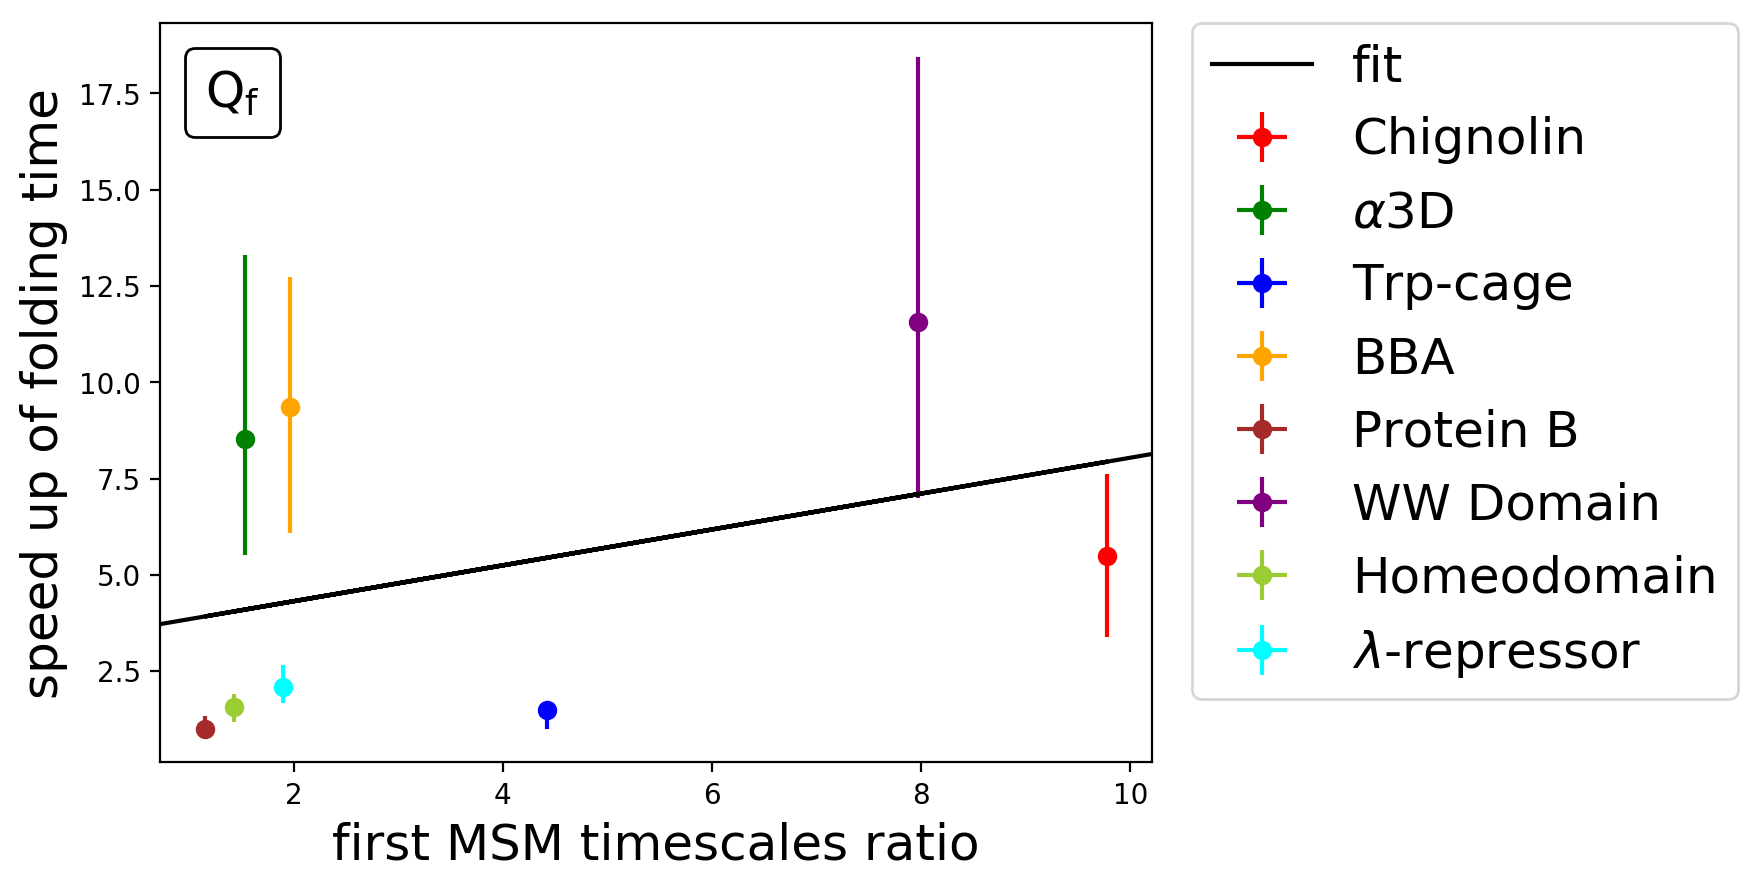 Q_f
speed up of folding time
17.5
15.0
12.5
10.0
7.5
5.0
2.5
2 4 6 8 10
first MSM timescales ratio
fit
Chignolin
α3D
Trp-cage
BBA
Protein B
WW Domain
Homeodomain
λ-repressor